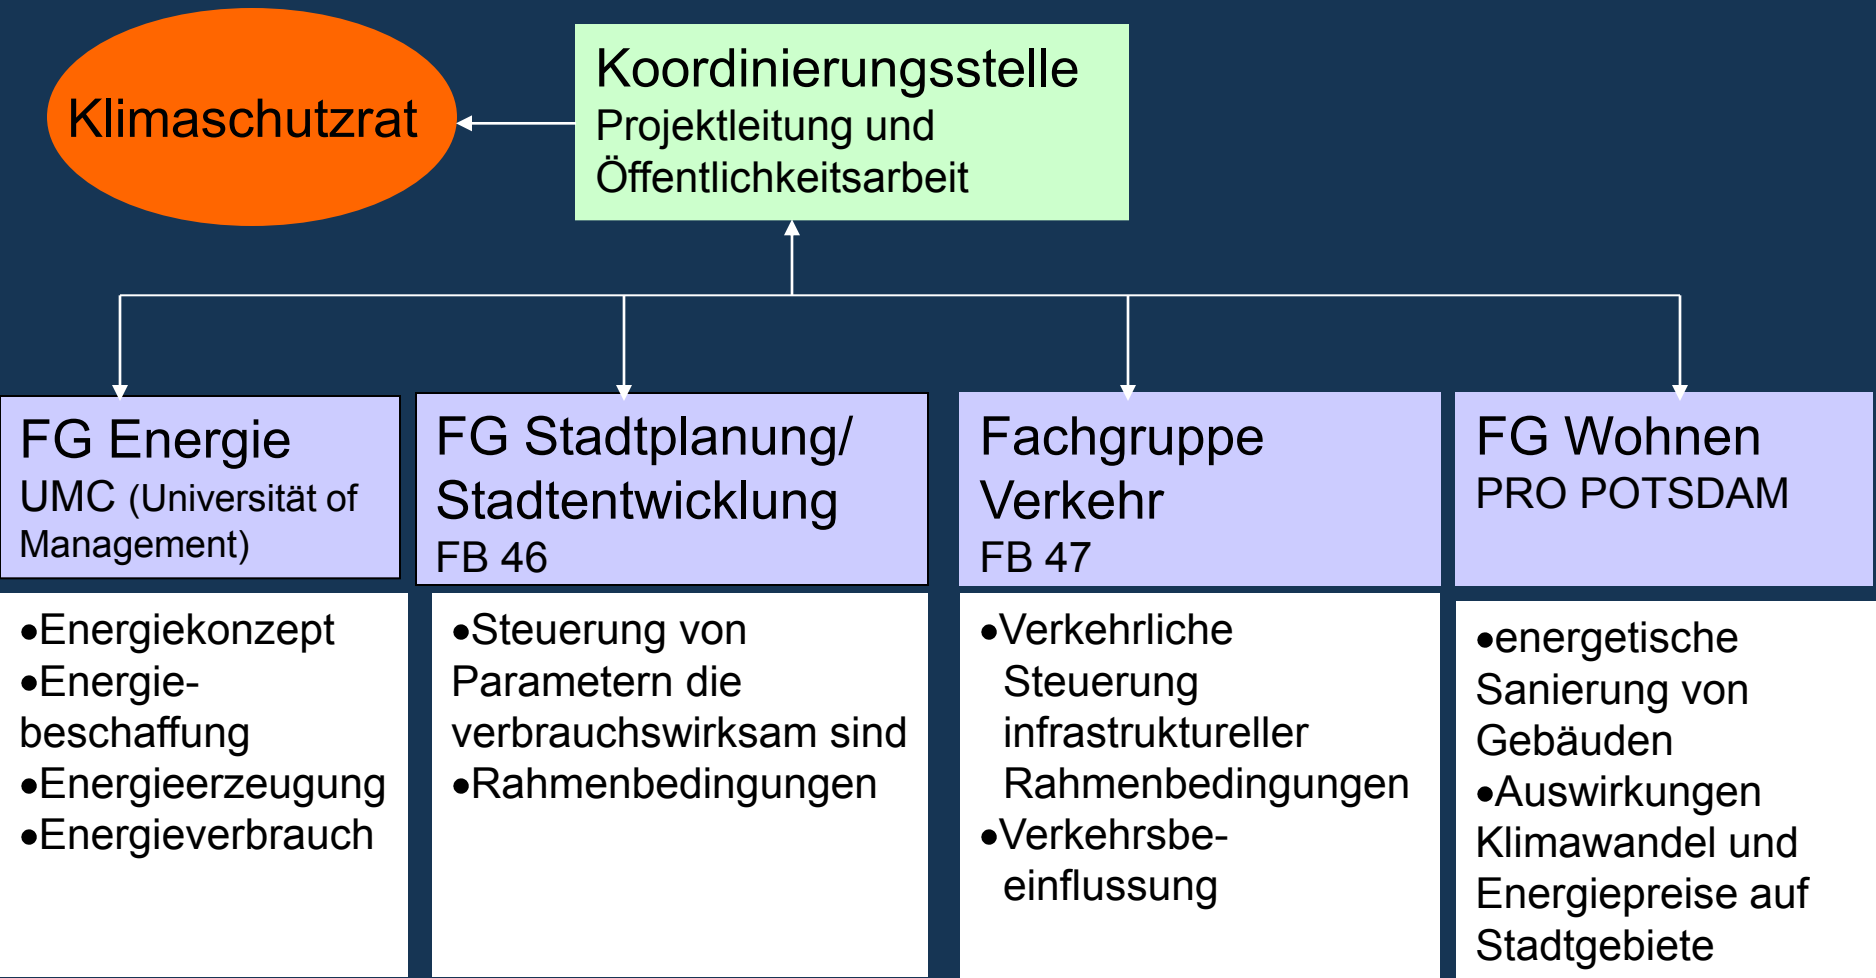 Klimaschutzrat
Koordinierungsstelle
Projektleitung und
Öffentlichkeitsarbeit
FG Energie
UMC (Universität of
Management)
FG Stadtplanung/
Stadtentwicklung
FB 46
Fachgruppe
Verkehr
FB 47
FG Wohnen
PRO POTSDAM
•Energiekonzept
•Energie-
beschaffung
•Energieerzeugung
•Energieverbrauch
•Steuerung von
Parametern die
verbrauchswirksam sind
•Rahmenbedingungen
•Verkehrliche
Steuerung
infrastruktureller
Rahmenbedingungen
•Verkehrsbe-
einflussung
•energetische
Sanierung von
Gebäuden
•Auswirkungen
Klimawandel und
Energiepreise auf
Stadtgebiete